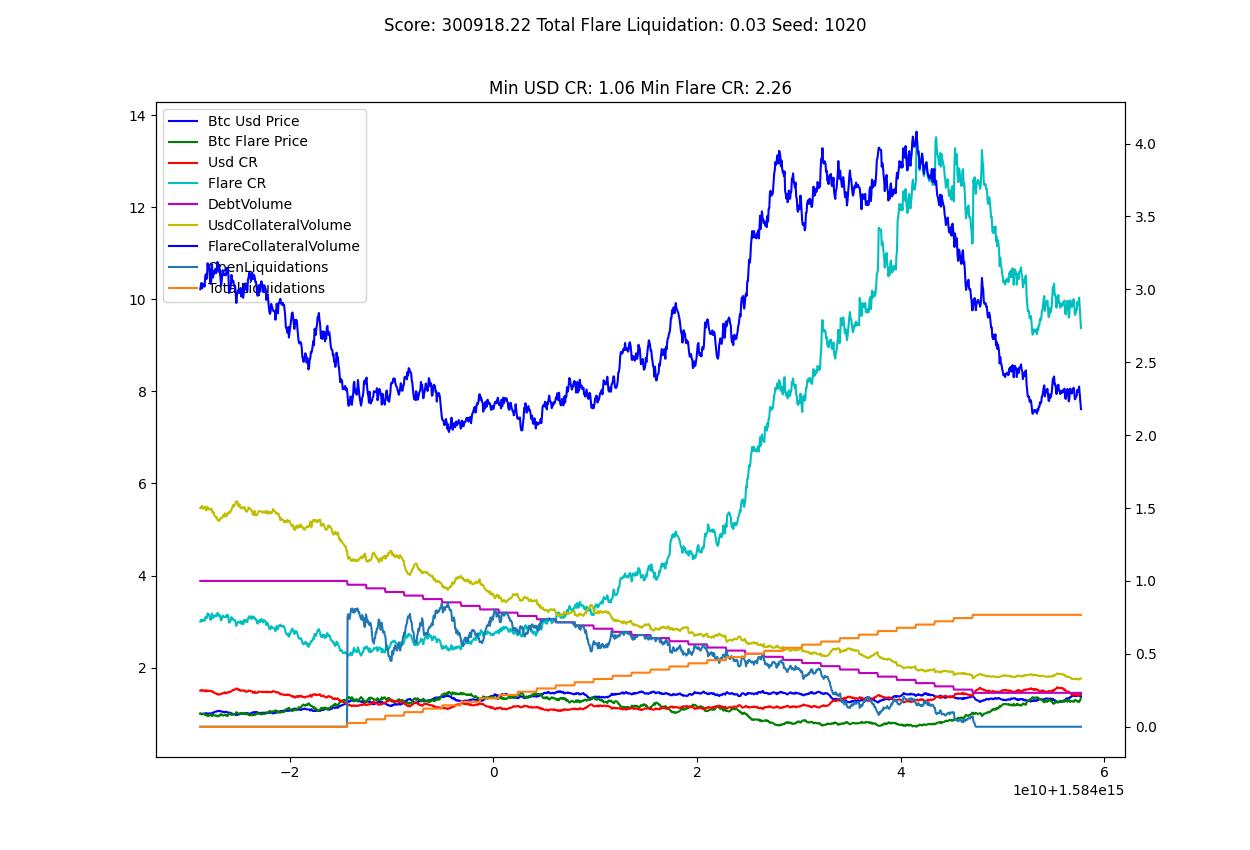 Score: 300918.22 Total Flare Liquidation: 0.03 Seed: 1020
Min USD CR: 1.06 Min Flare CR: 2.26
Btc Usd Price
Btc Flare Price
Usd CR
Flare CR
DebtVolume
UsdCollateralVolume
FlareCollateralVolume
OpenLiquidations
TotalLiquidations
14
12
10
8
6
4
2
4.0
3.5
3.0
2.5
2.0
1.5
1.0
0.5
0.0
−2
0
2
4
6
1e10+1.584e15